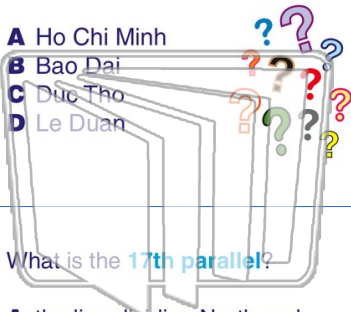 A Ho Chi Minh
B Bao Dai
C Duc Tho
D Le Duan
What is the 17th parallel?